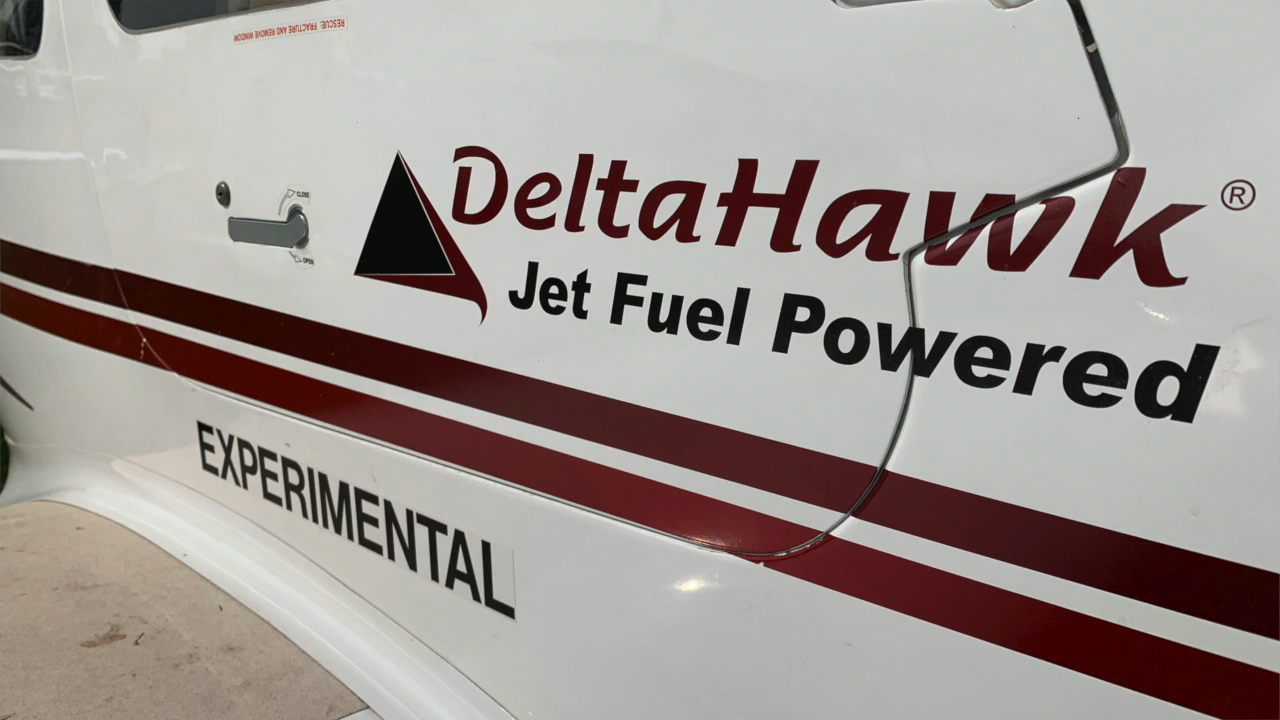 RESCUE: FRACTURE AND REMOVE WINDOW
CLOSE
OPEN
DeltaHawk®
Jet Fuel Powered
EXPERIMENTAL